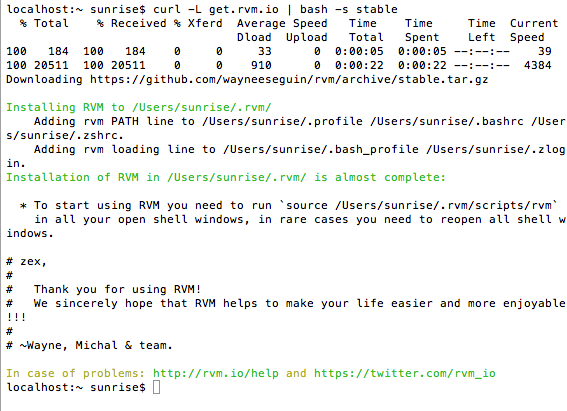 localhost:~ sunrise$ curl -L get.rvm.io | bash -s stable
  % Total    % Received % Xferd  Average Speed   Time    Time     Time  Current
                                 Dload  Upload   Total   Spent    Left  Speed
100   184  100   184    0     0     33      0  0:00:05  0:00:05 --:--:--    39
100 20511  100 20511    0     0    910      0  0:00:22  0:00:22 --:--:--  4384
Downloading https://github.com/wayneeseguin/rvm/archive/stable.tar.gz

Installing RVM to /Users/sunrise/.rvm/
    Adding rvm PATH line to /Users/sunrise/.profile /Users/sunrise/.bashrc /User
s/sunrise/.zshrc.
    Adding rvm loading line to /Users/sunrise/.bash_profile /Users/sunrise/.zlog
in.
Installation of RVM in /Users/sunrise/.rvm/ is almost complete:

  * To start using RVM you need to run `source /Users/sunrise/.rvm/scripts/rvm`
    in all your open shell windows, in rare cases you need to reopen all shell w
indows.

# zex,
#
#   Thank you for using RVM!
#   We sincerely hope that RVM helps to make your life easier and more enjoyable
!!!
#
# ~Wayne, Michal & team.

In case of problems: http://rvm.io/help and https://twitter.com/rvm_io
localhost:~ sunrise$